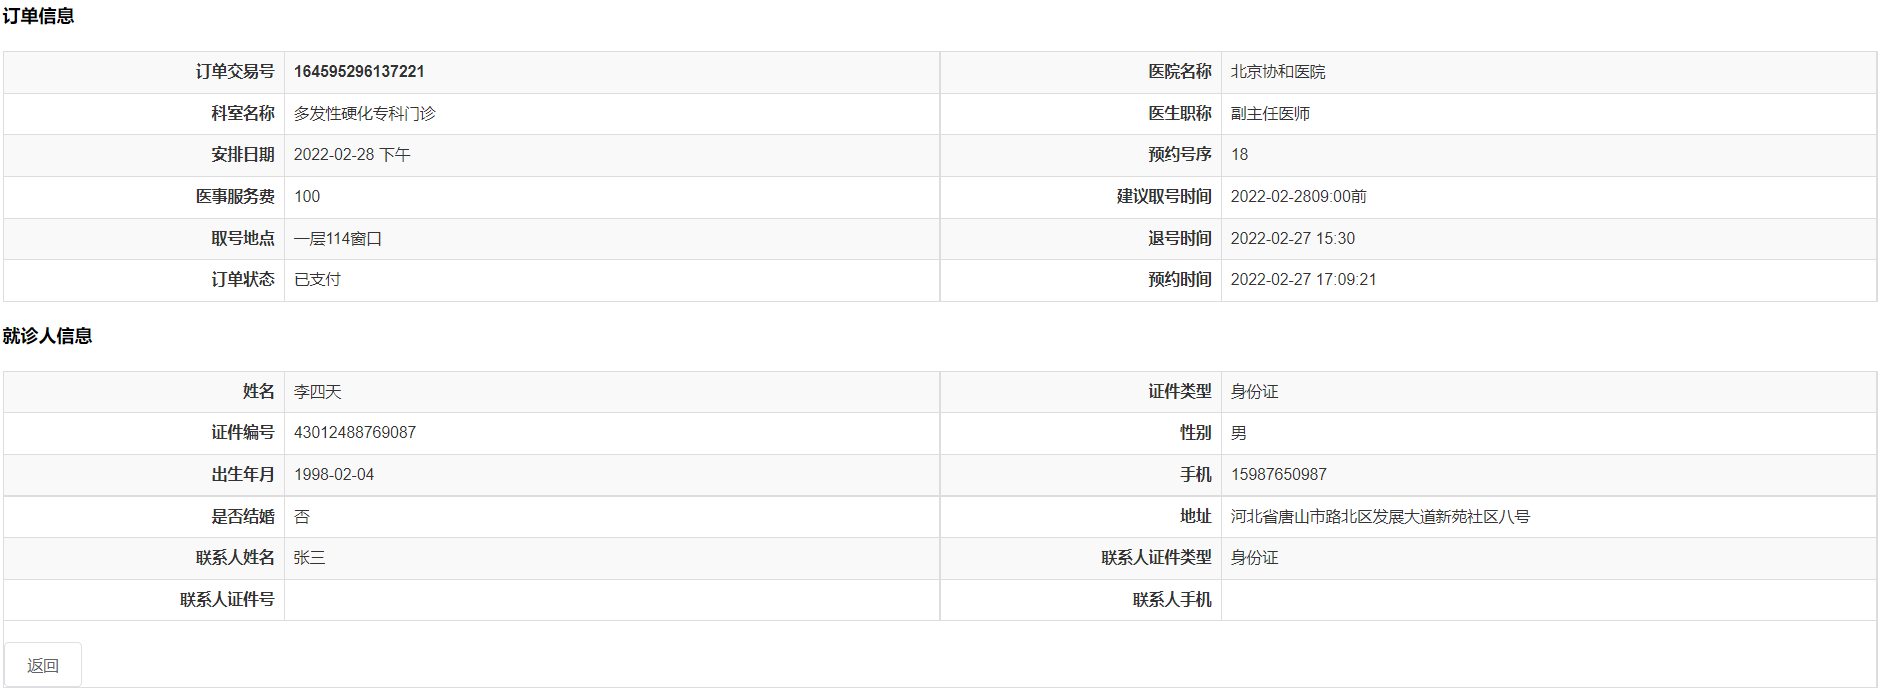 订单信息
订单交易号 164595296137221 医院名称 北京协和医院
科室名称 多发性硬化专科门诊 医生职称 副主任医师
安排日期 2022-02-28 下午 预约号序 18
医事服务费 100 建议取号时间 2022-02-2809:00前
取号地点 一层114窗口 退号时间 2022-02-27 15:30
订单状态 已支付 预约时间 2022-02-27 17:09:21
就诊人信息
姓名 李四天 证件类型 身份证
证件编号 43012488769087 性别 男
出生年月 1998-02-04 手机 15987650987
是否结婚 否 地址 河北省唐山市路北区发展大道新苑社区八号
联系人姓名 张三 联系人证件类型 身份证
联系人证件号 联系人手机
返回